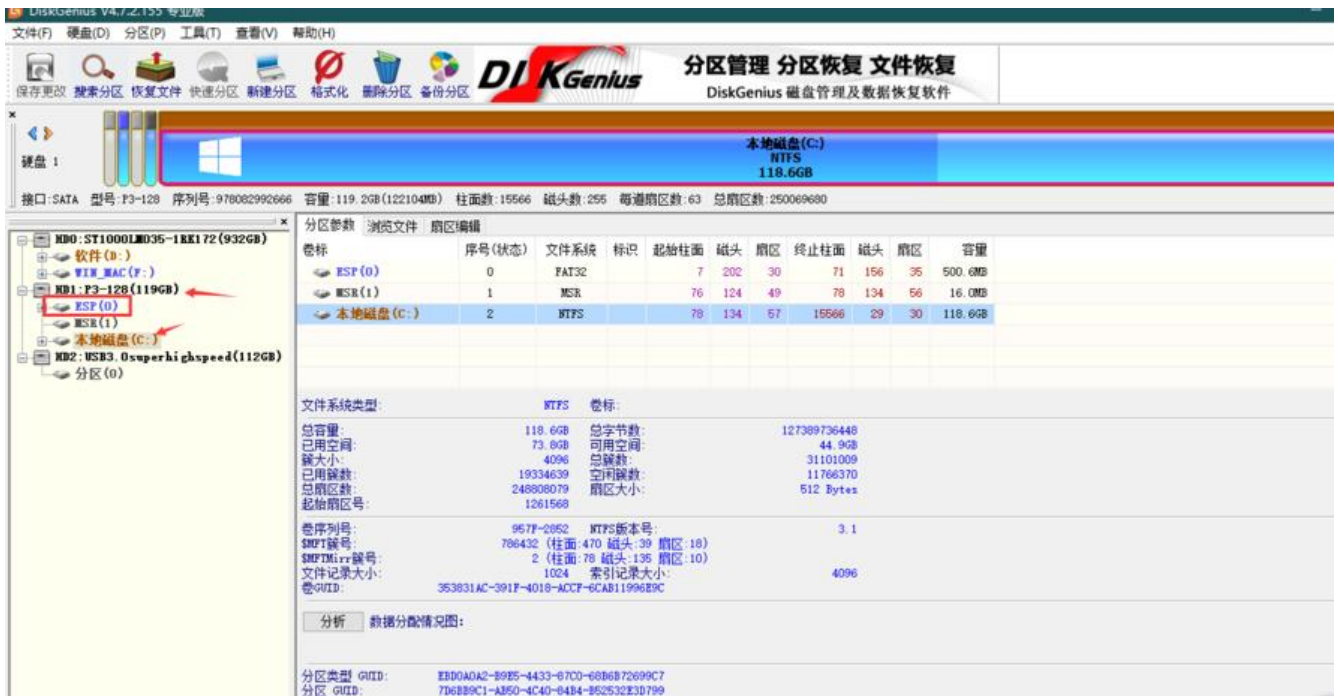 DiskGenius V4.7.2.155 专业版
文件(F) 硬盘(D) 分区(P) 工具(T) 查看(V) 帮助(H)
保存更改 搜索分区 恢复文件 快速分区 新建分区 格式化 删除分区 备份分区
DISKGenius
分区管理 分区恢复 文件恢复
DiskGenius 磁盘管理及数据恢复软件
硬盘 1
本地磁盘(C:)
NTFS
118.6GB
接口:SATA 型号:P3-128 序列号:978082992666 容量:119.2GB(122104MB) 柱面数:15566 磁头数:255 每道扇区数:63 总扇区数:250069680
HD0:ST1000LM035-1RK172(932GB)
软件(D:)
WIN_MAC(F:)
HD1:P3-128(119GB)
ESP(0)
MSR(1)
本地磁盘(C:)
HD2:USB3.0superhighspeed(112GB)
分区(0)
分区参数 浏览文件 扇区编辑
卷标 序号(状态) 文件系统 标识 起始柱面 磁头 扇区 终止柱面 磁头 扇区 容量
ESP(0) 0 FAT32 7 202 30 71 156 35 500.6MB
MSR(1) 1 MSR 76 124 49 78 134 56 16.0MB
本地磁盘(C:) 2 NTFS 78 134 57 15566 29 30 118.6GB
文件系统类型: NTFS 卷标:
总容量: 118.6GB 总字节数: 127389736448
已用空间: 73.8GB 可用空间: 44.9GB
簇大小: 4096 总簇数: 31101009
已用簇数: 19334639 空闲簇数: 11766370
总扇区数: 248808079 扇区大小: 512 Bytes
起始扇区号: 1261568
卷序列号: 957F-2852 NTFS版本号: 3.1
$MFT簇号: 786432 (柱面:470 磁头:39 扇区:18)
$MFTMirr簇号: 2 (柱面:78 磁头:135 扇区:10)
文件记录大小: 1024 索引记录大小: 4096
卷GUID: 353831AC-391F-4018-ACCF-6CAB11996E9C
分析 数据分配情况图:
分区类型 GUID: EBD0A0A2-B9E5-4433-87C0-68B6B72699C7
分区 GUID: 7D6BB9C1-AB50-4C40-84B4-B52532E3D799